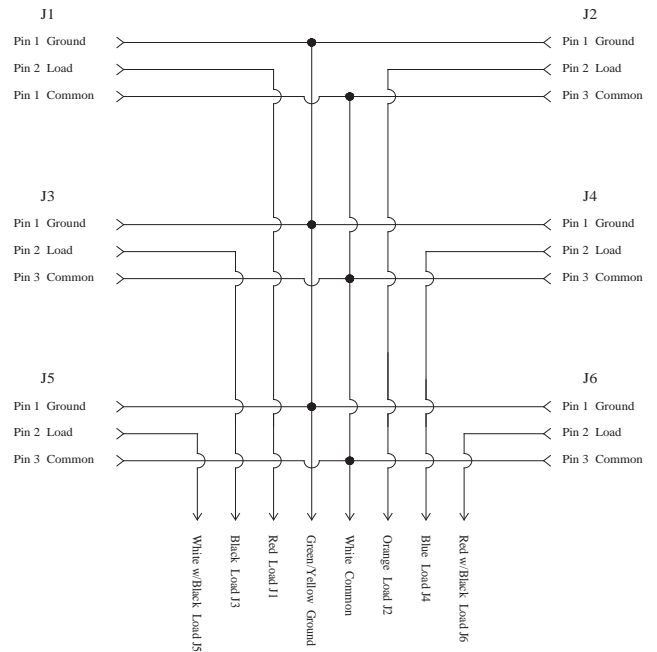 J1
Pin 1 Ground
Pin 2 Load
Pin 1 Common
J2
Pin 1 Ground
Pin 2 Load
Pin 3 Common
J3
Pin 1 Ground
Pin 2 Load
Pin 3 Common
J4
Pin 1 Ground
Pin 2 Load
Pin 3 Common
J5
Pin 1 Ground
Pin 2 Load
Pin 3 Common
J6
Pin 1 Ground
Pin 2 Load
Pin 3 Common
White w/Black Load J5
Black Load J3
Red Load J1
Green/Yellow Ground
White Common
Orange Load J2
Blue Load J4
Red w/Black Load J6